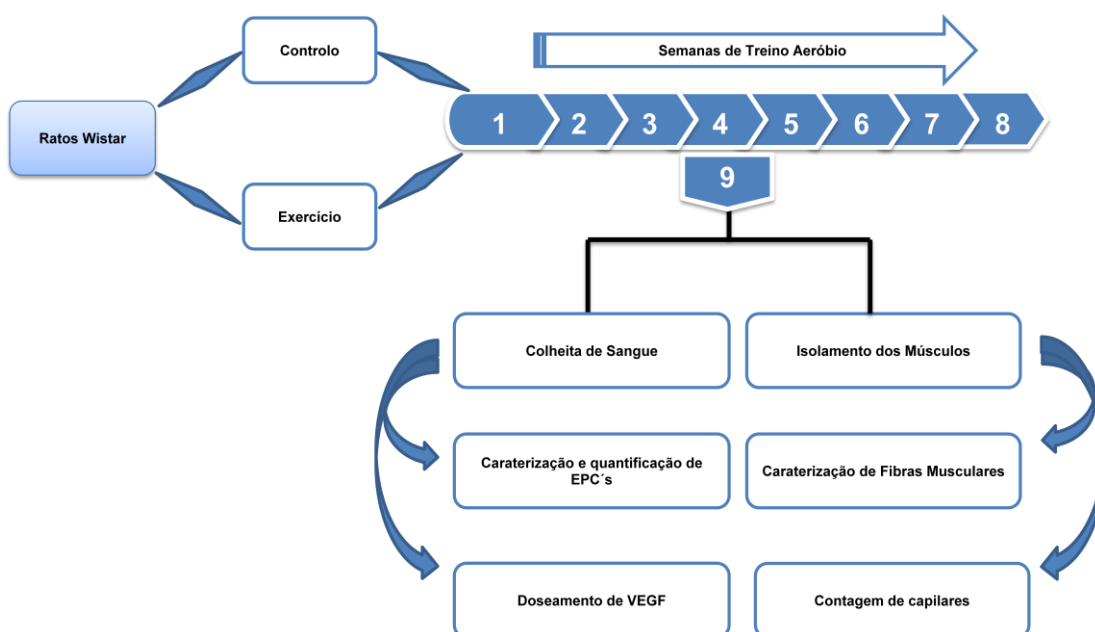 Controlo
Semanas de Treino Aeróbio
Ratos Wistar
1 2 3 4 5 6 7 8
9
Exercício
Colheita de Sangue
Isolamento dos Músculos
Caraterização e quantificação de
EPC´s
Caraterização de Fibras Musculares
Doseamento de VEGF
Contagem de capilares